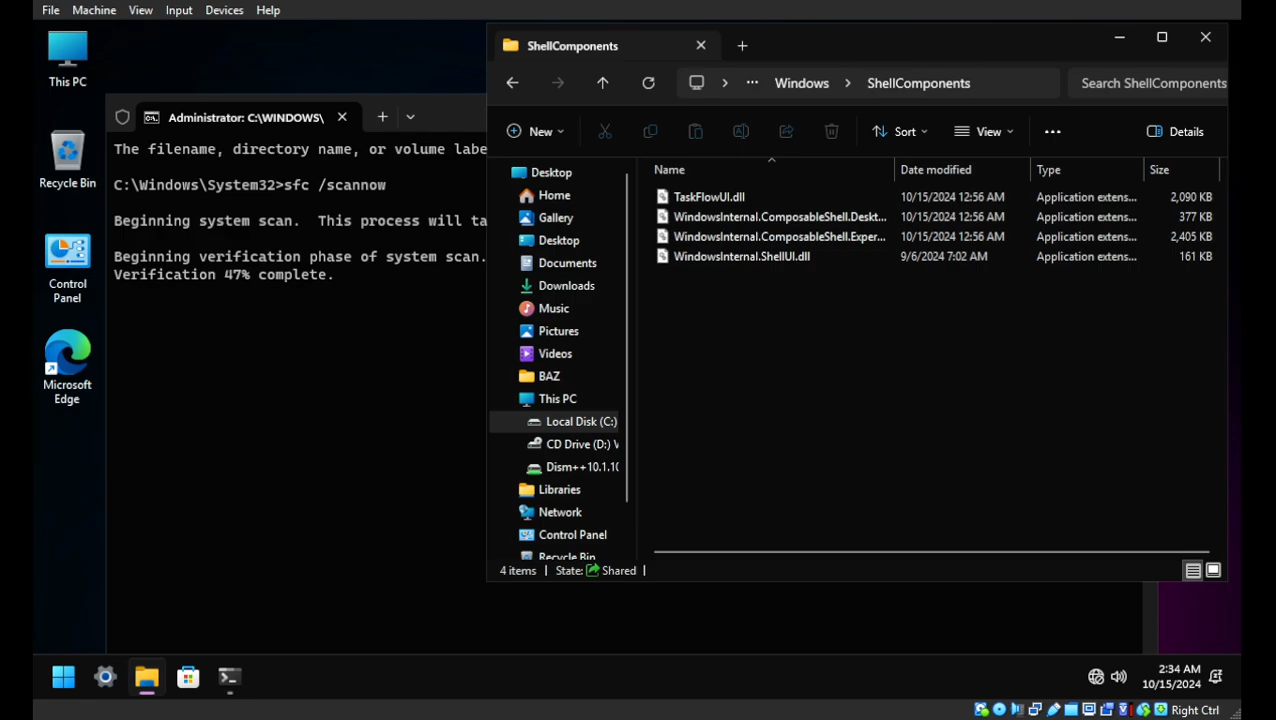 File Machine View Input Devices Help
This PC
Recycle Bin
Control
Panel
Microsoft
Edge
Administrator: C:\WINDOWS\
The filename, directory name, or volume labe
C:\Windows\System32>sfc /scannow
Beginning system scan.  This process will ta
Beginning verification phase of system scan.
Verification 47% complete.
ShellComponents
Windows > ShellComponents
Search ShellComponents
New
Sort
View
Details
Desktop
Home
Gallery
Desktop
Documents
Downloads
Music
Pictures
Videos
BAZ
This PC
Local Disk (C:)
CD Drive (D:) V
Dism++10.1.10
Libraries
Network
Control Panel
Recycle Bin
Name Date modified Type Size
TaskFlowUI.dll 10/15/2024 12:56 AM Application extens... 2,090 KB
WindowsInternal.ComposableShell.Deskt... 10/15/2024 12:56 AM Application extens... 377 KB
WindowsInternal.ComposableShell.Exper... 10/15/2024 12:56 AM Application extens... 2,405 KB
WindowsInternal.ShellUI.dll 9/6/2024 7:02 AM Application extens... 161 KB
4 items State: Shared
2:34 AM
10/15/2024
Right Ctrl